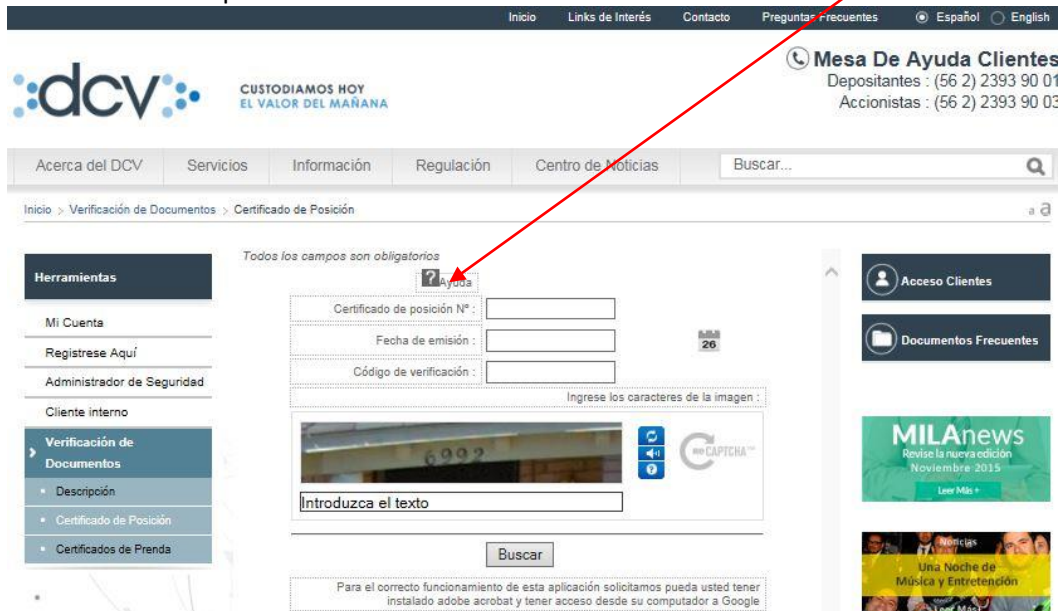 Inicio Links de Interés Contacto Preguntas Frecuentes Español English
Mesa De Ayuda Clientes
Depositantes : (56 2) 2393 90 01
Accionistas : (56 2) 2393 90 03
dcv
CUSTODIAMOS HOY
EL VALOR DEL MAÑANA
Acerca del DCV Servicios Información Regulación Centro de Noticias Buscar...
Inicio > Verificación de Documentos > Certificado de Posición a a
Herramientas
Mi Cuenta
Registrese Aquí
Administrador de Seguridad
Cliente interno
Verificación de
Documentos
Descripción
Certificado de Posición
Certificados de Prenda
Todos los campos son obligatorios
? Ayuda
Certificado de posición Nº :
Fecha de emisión : 26
Código de verificación :
Ingrese los caracteres de la imagen :
6992
reCAPTCHA™
Introduzca el texto
Buscar
Para el correcto funcionamiento de esta aplicación solicitamos pueda usted tener
instalado adobe acrobat y tener acceso desde su computador a Google
Acceso Clientes
Documentos Frecuentes
MILAnews
Revise la nueva edición
Noviembre 2015
Leer Más +
Noticias
Una Noche de
Música y Entretención
Leer Más+